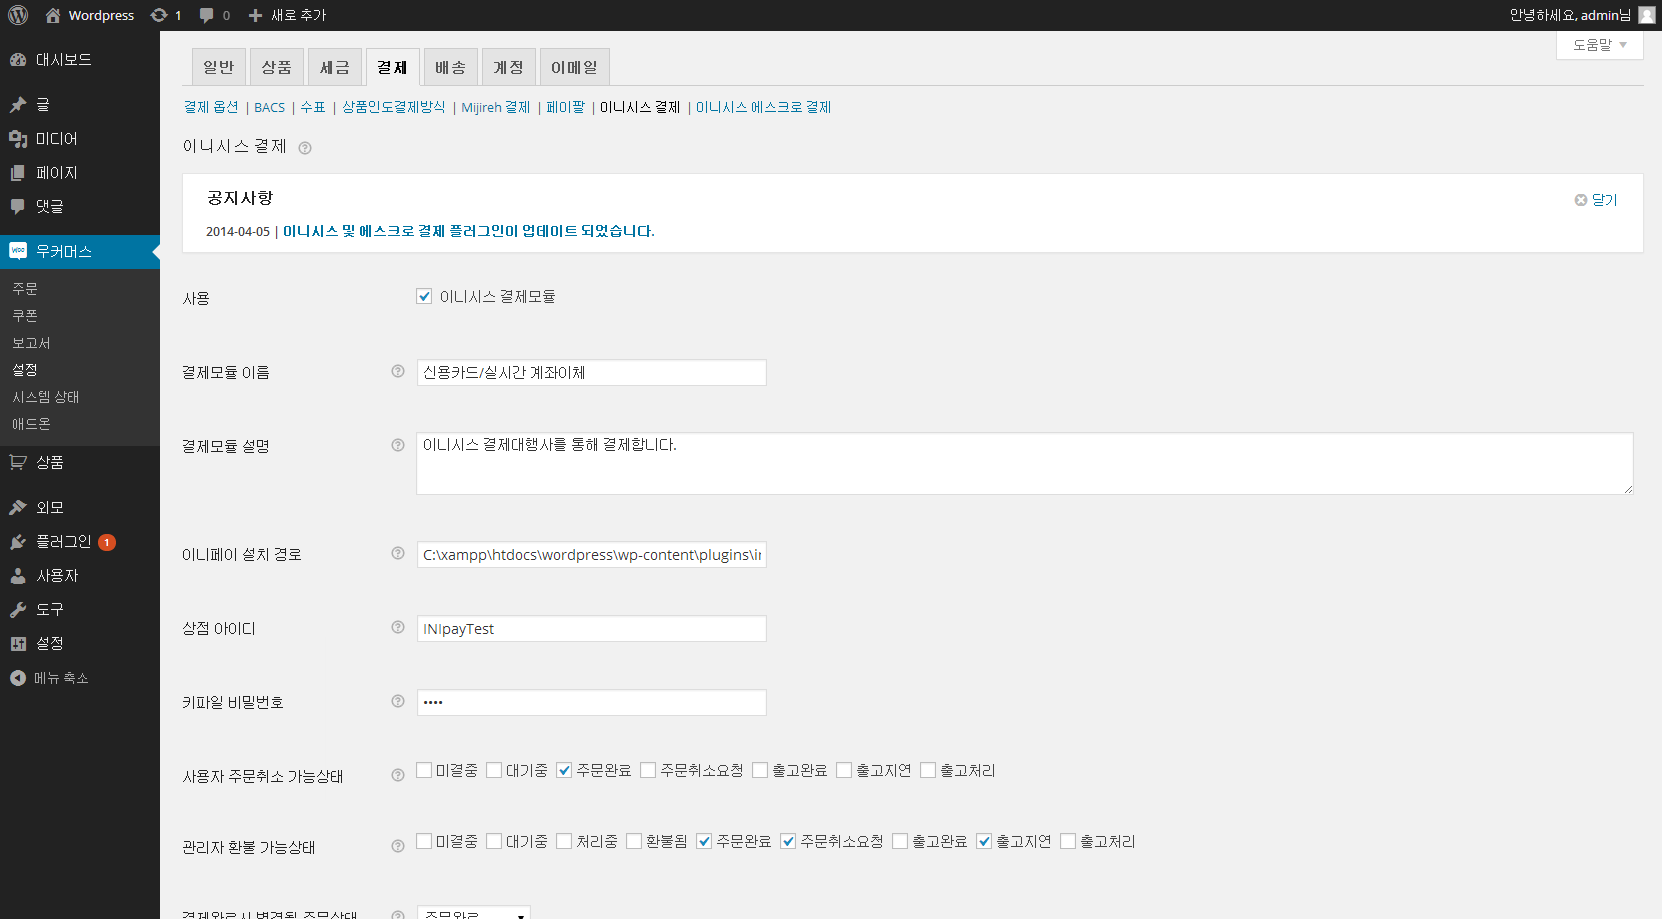 Wordpress 1 0 새로 추가 안녕하세요, admin님
도움말
대시보드
글
미디어
페이지
댓글
우커머스
주문
쿠폰
보고서
설정
시스템 상태
애드온
상품
외모
플러그인 1
사용자
도구
설정
메뉴 축소
일반 상품 세금 결제 배송 계정 이메일
결제 옵션 | BACS | 수표 | 상품인도결제방식 | Mijireh 결제 | 페이팔 | 이니시스 결제 | 이니시스 에스크로 결제
이니시스 결제
공지사항
닫기
2014-04-05 | 이니시스 및 에스크로 결제 플러그인이 업데이트 되었습니다.
사용 이니시스 결제모듈
결제모듈 이름 신용카드/실시간 계좌이체
결제모듈 설명 이니시스 결제대행사를 통해 결제합니다.
이니페이 설치 경로 C:\xampp\htdocs\wordpress\wp-content\plugins\i
상점 아이디 INIpayTest
키파일 비밀번호 ••••
사용자 주문취소 가능상태 미결중 대기중 주문완료 주문취소요청 출고완료 출고지연 출고처리
관리자 환불 가능상태 미결중 대기중 처리중 환불됨 주문완료 주문취소요청 출고완료 출고지연 출고처리
결제완료시 변경될 주문상태 주문완료